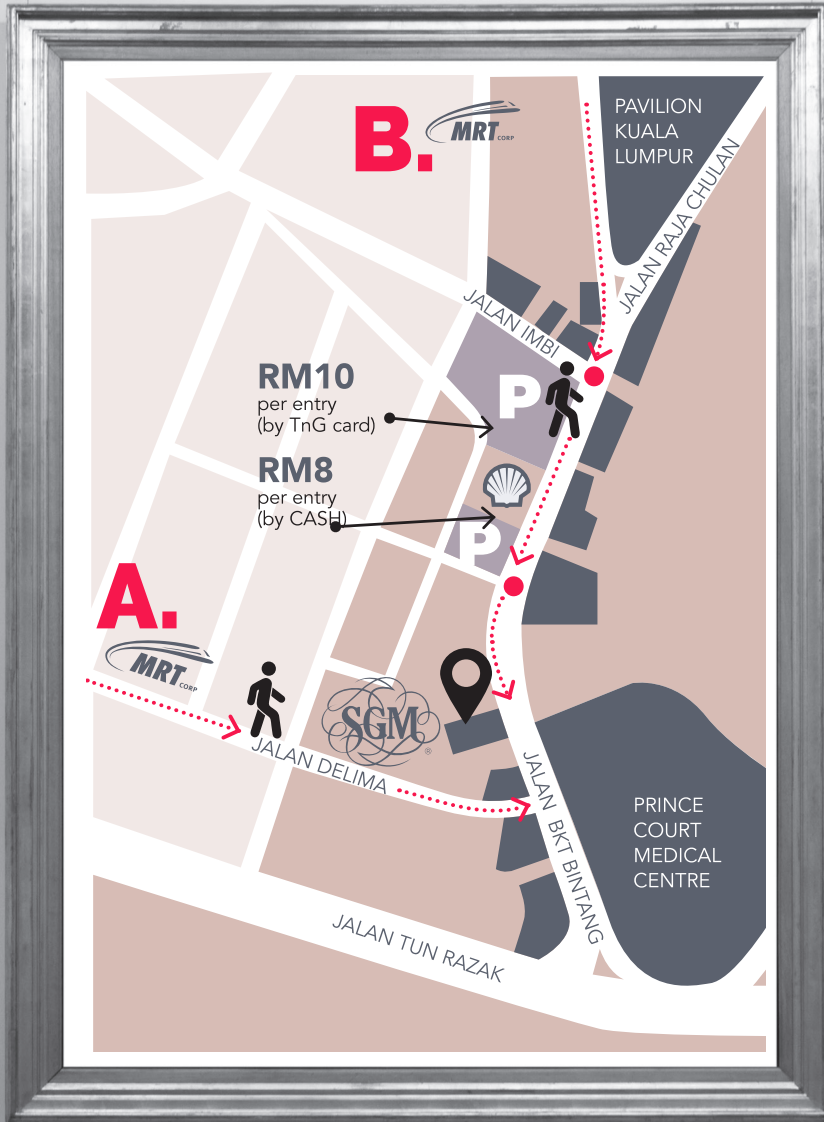 B.
MRT
CORP
PAVILION
KUALA
LUMPUR
JALAN RAJA CHULAN
JALAN IMBI
P
RM10
per entry
(by TnG card)
RM8
per entry
(by CASH)
P
A.
MRT
CORP
SGM
®
JALAN DELIMA
JALAN BKT BINTANG
PRINCE
COURT
MEDICAL
CENTRE
JALAN TUN RAZAK